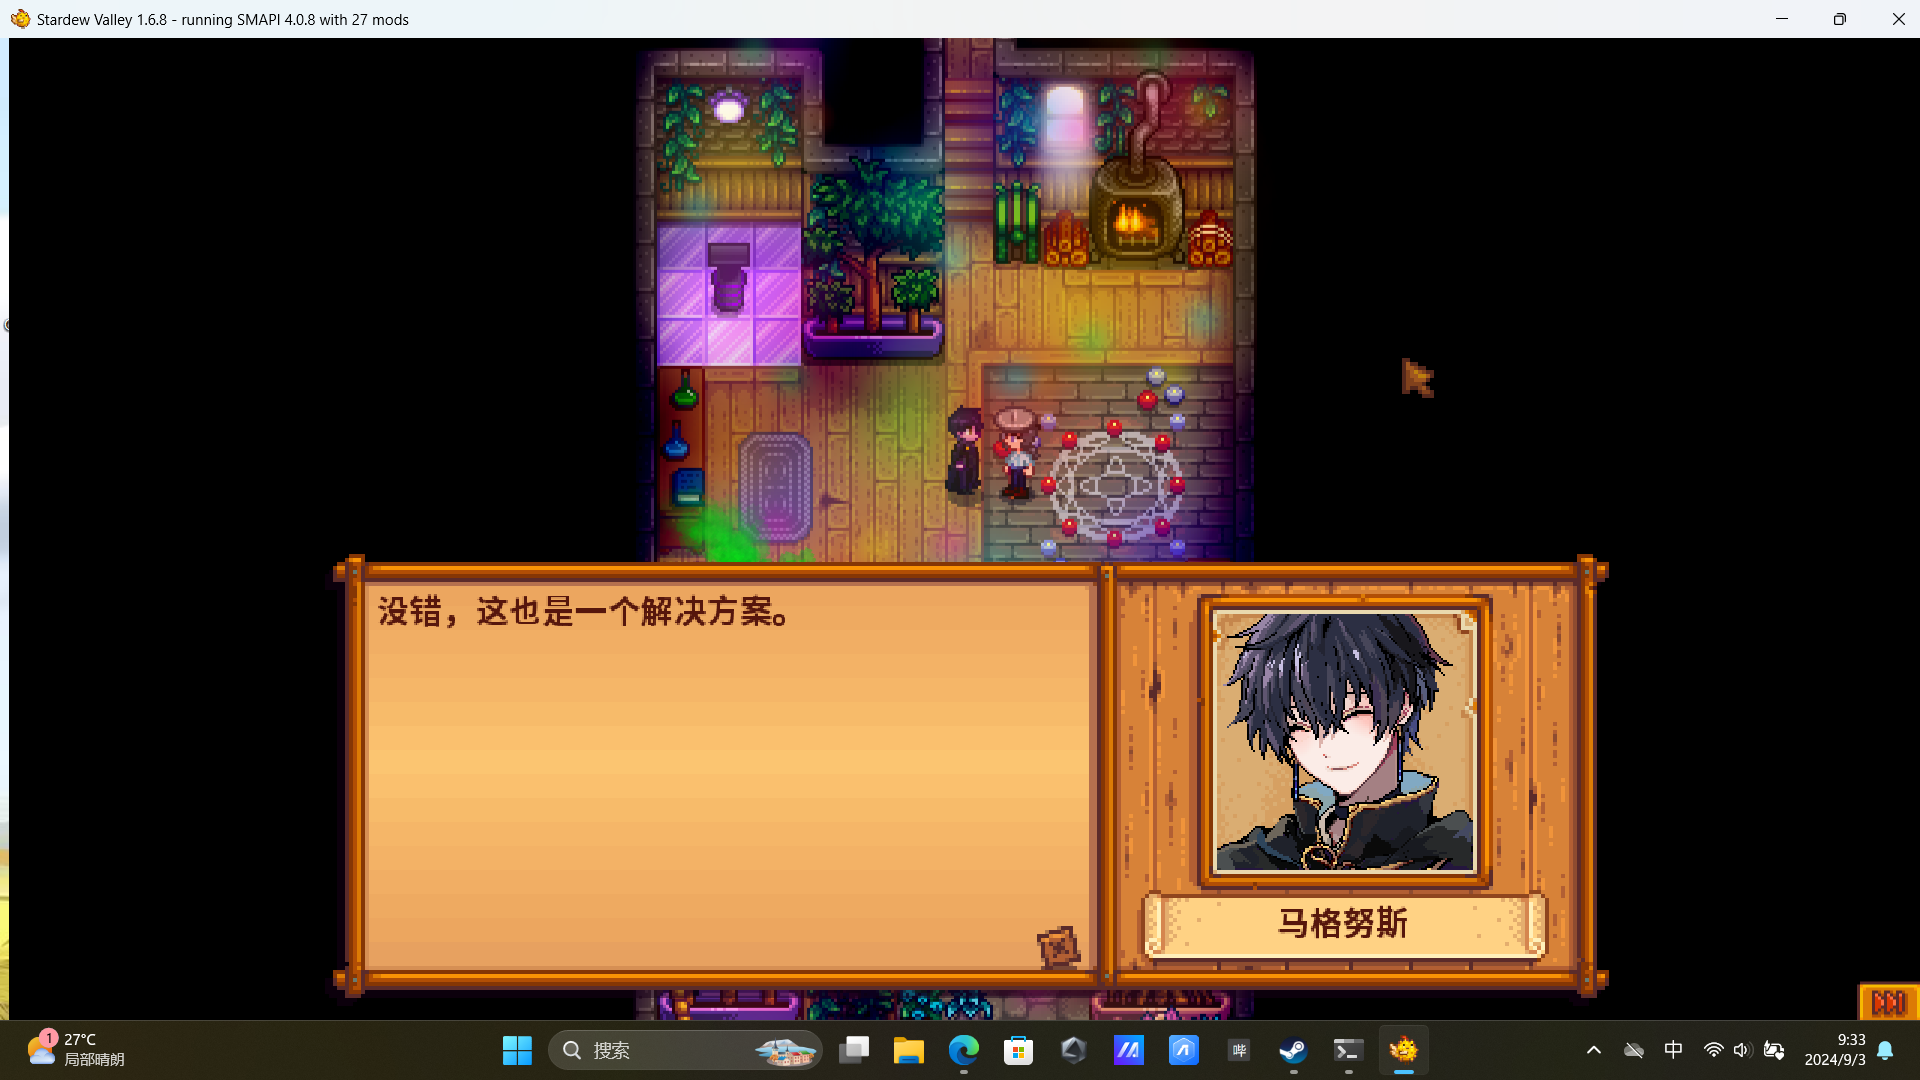 Stardew Valley 1.6.8 - running SMAPI 4.0.8 with 27 mods
没错，这也是一个解决方案。
马格努斯
1
27°C
局部晴朗
搜索
哔
中
9:33
2024/9/3